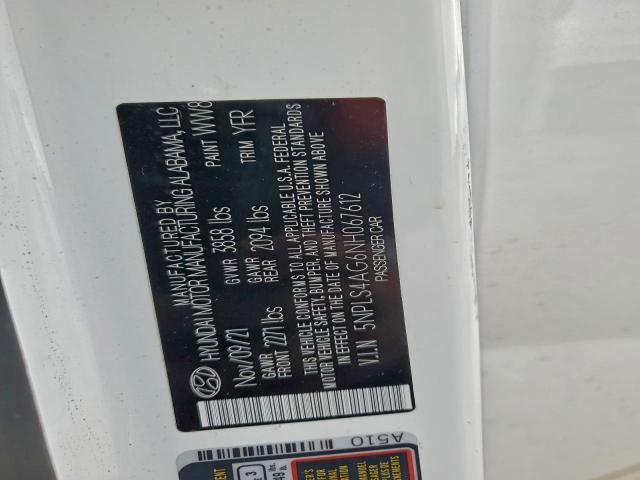 MANUFACTURED BY
HYUNDAI MOTOR MANUFACTURING ALABAMA, LLC
Nov/09/21 GVWR 3858 lbs PAINT WW8
GAWR FRONT 2271 lbs GAWR REAR 2094 lbs TRIM YFR
THIS VEHICLE CONFORMS TO ALL APPLICABLE U.S.A. FEDERAL
MOTOR VEHICLE SAFETY, BUMPER, AND THEFT PREVENTION STANDARDS
IN EFFECT ON THE DATE OF MANUFACTURE SHOWN ABOVE
V.I.N 5NPLS4AG6NH067612
PASSENGER CAR
A510
3